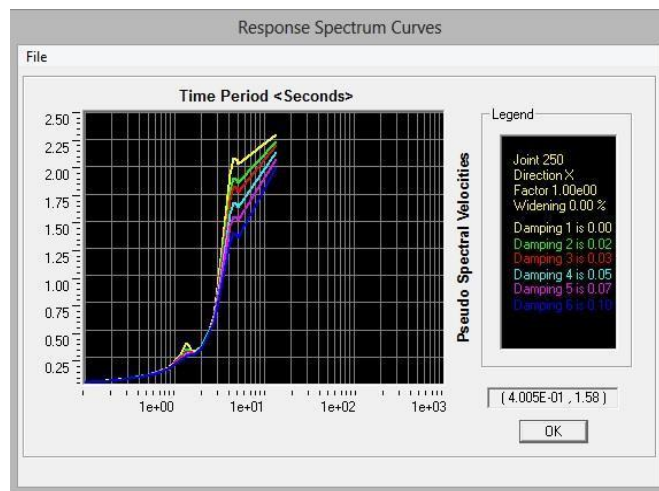 Response Spectrum Curves
File
Time Period <Seconds>
2.50
2.25
2.00
1.75
1.50
1.25
1.00
0.75
0.50
0.25
1e+00 1e+01 1e+02 1e+03
Pseudo Spectral Velocities
Legend
Joint 250
Direction X
Factor 1.00e00
Widening 0.00 %
Damping 1 is 0.00
Damping 2 is 0.02
Damping 3 is 0.03
Damping 4 is 0.05
Damping 5 is 0.07
Damping 6 is 0.10
( 4.005E-01 , 1.58 )
OK